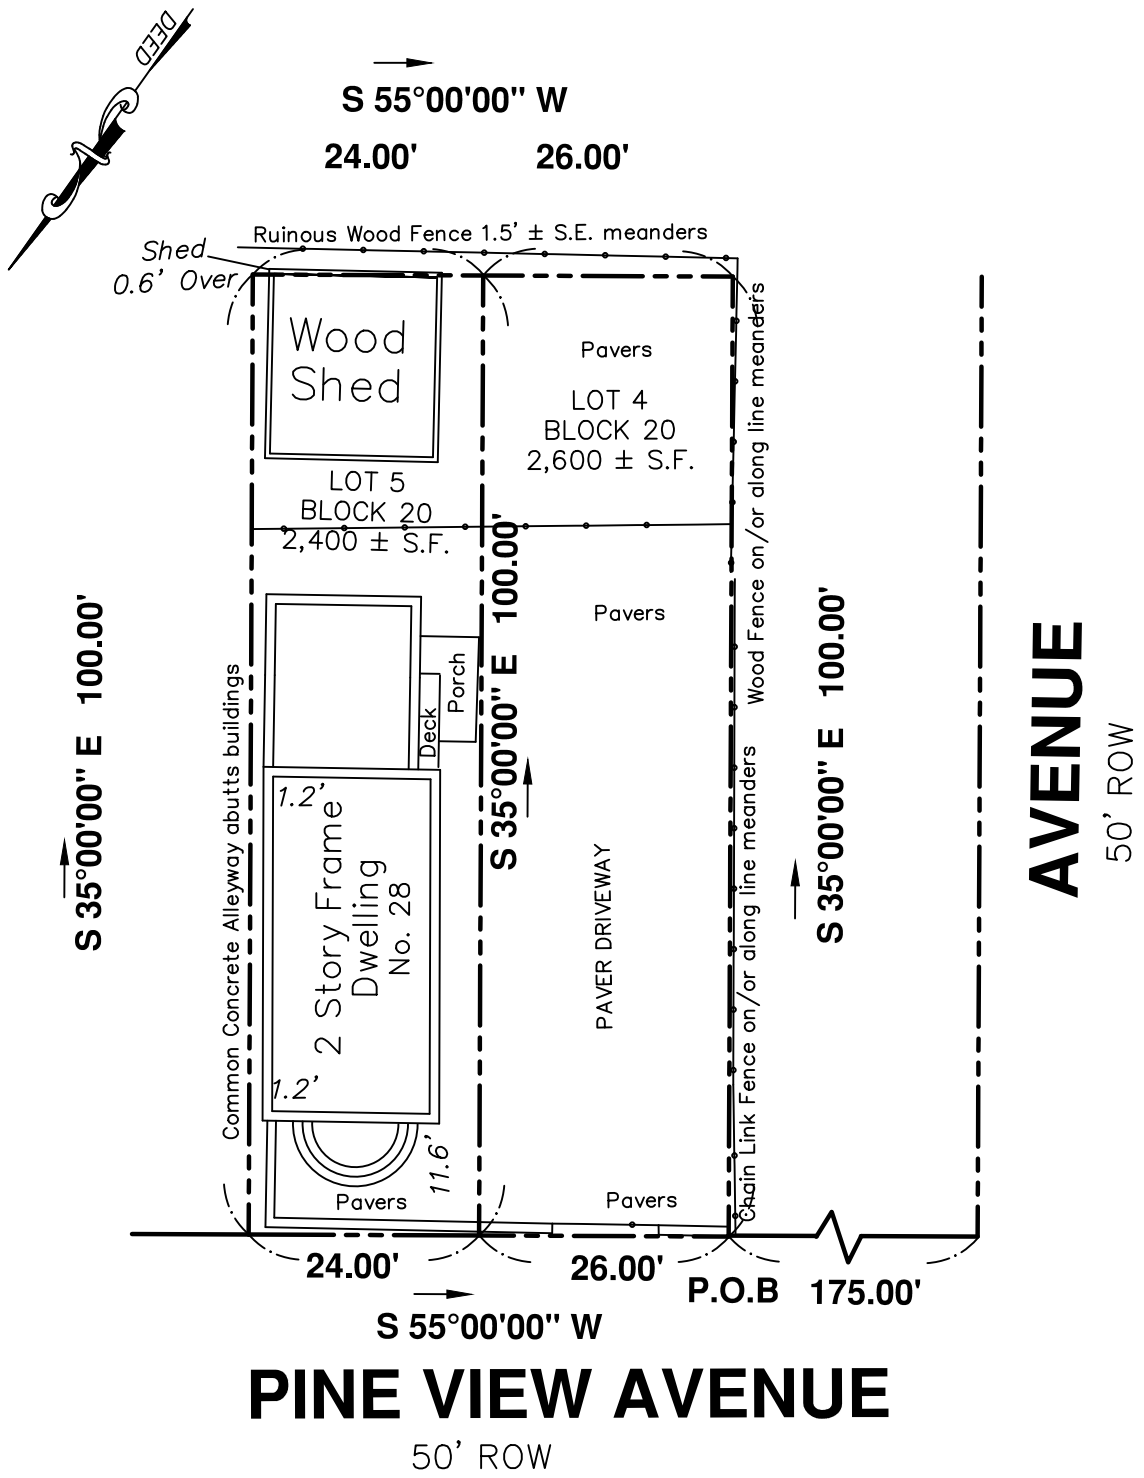 DEED
S 55°00'00" W
24.00' 26.00'
Ruinous Wood Fence 1.5' ± S.E. meanders
Shed
0.6' Over
Wood
Shed
Pavers
LOT 4
BLOCK 20
2,600 ± S.F.
LOT 5
BLOCK 20
2,400 ± S.F.
Wood Fence on/or along line meanders
S 35°00'00" E 100.00'
S 35°00'00" E 100.00'
S 35°00'00" E 100.00'
Pavers
Porch
Deck
Common Concrete Alleyway abutts buildings
1.2'
2 Story Frame
Dwelling
No. 28
1.2'
PAVER DRIVEWAY
Chain Link Fence on/or along line meanders
AVENUE
50' ROW
11.6'
Pavers
Pavers
24.00'
26.00'
P.O.B
175.00'
S 55°00'00" W
PINE VIEW AVENUE
50' ROW